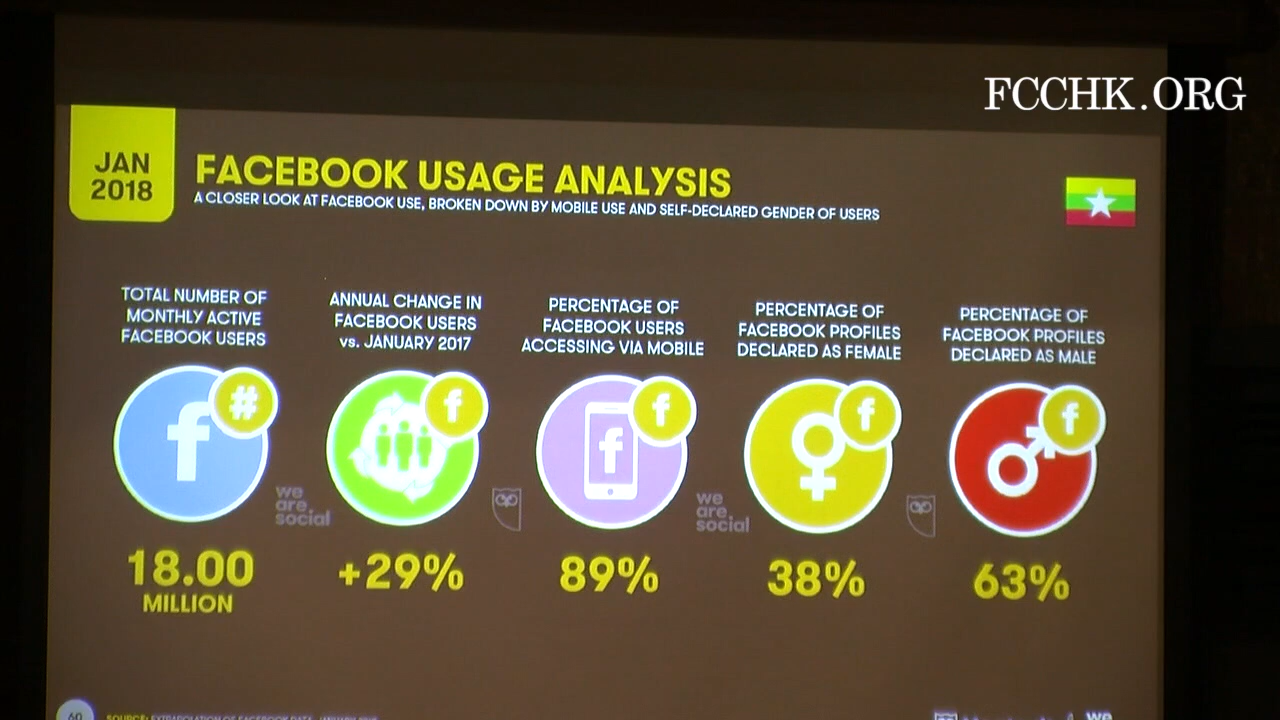 FCCHK.ORG
JAN
2018
FACEBOOK USAGE ANALYSIS
A CLOSER LOOK AT FACEBOOK USE, BROKEN DOWN BY MOBILE USE AND SELF-DECLARED GENDER OF USERS
TOTAL NUMBER OF
MONTHLY ACTIVE
FACEBOOK USERS
#
18.00
MILLION
ANNUAL CHANGE IN
FACEBOOK USERS
vs. JANUARY 2017
+29%
PERCENTAGE OF
FACEBOOK USERS
ACCESSING VIA MOBILE
89%
PERCENTAGE OF
FACEBOOK PROFILES
DECLARED AS FEMALE
38%
PERCENTAGE OF
FACEBOOK PROFILES
DECLARED AS MALE
63%
we
are.
social
we
are.
social
60
SOURCE:
we